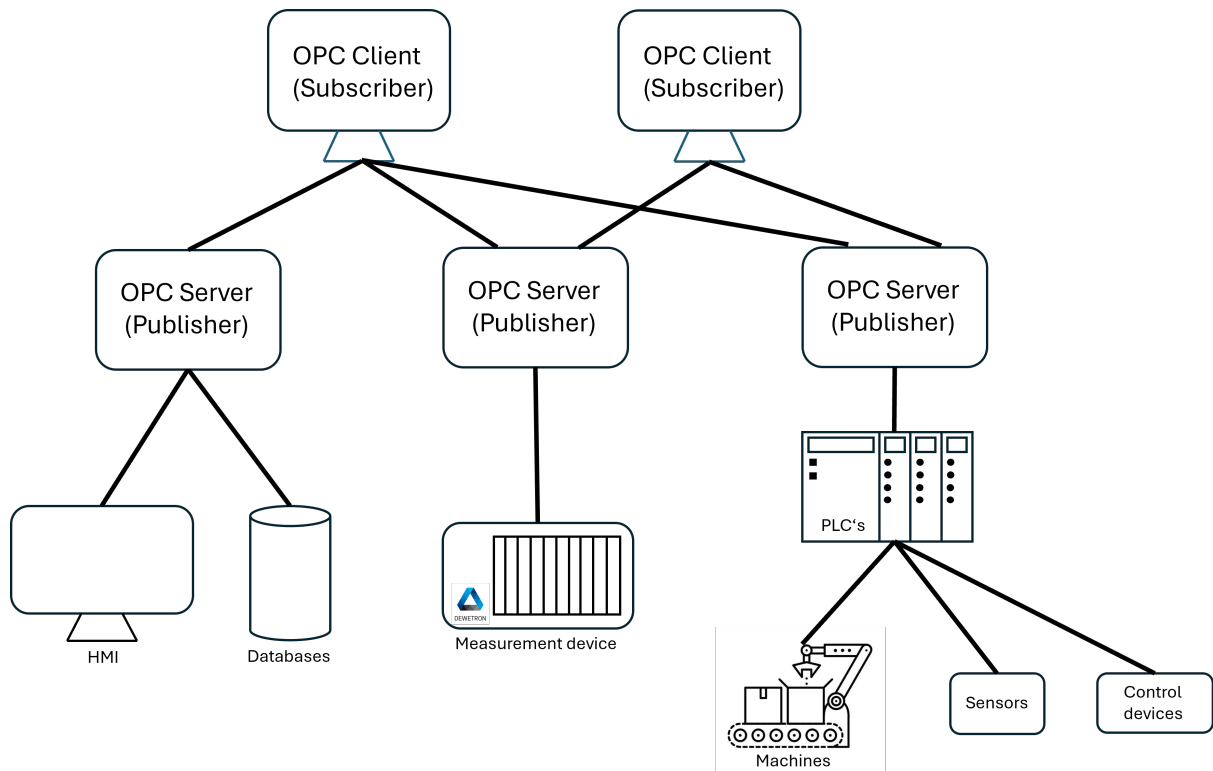 OPC Client
(Subscriber)
OPC Client
(Subscriber)
OPC Server
(Publisher)
OPC Server
(Publisher)
OPC Server
(Publisher)
PLC‘s
DEWETRON
HMI
Databases
Measurement device
Machines
Sensors
Control
devices